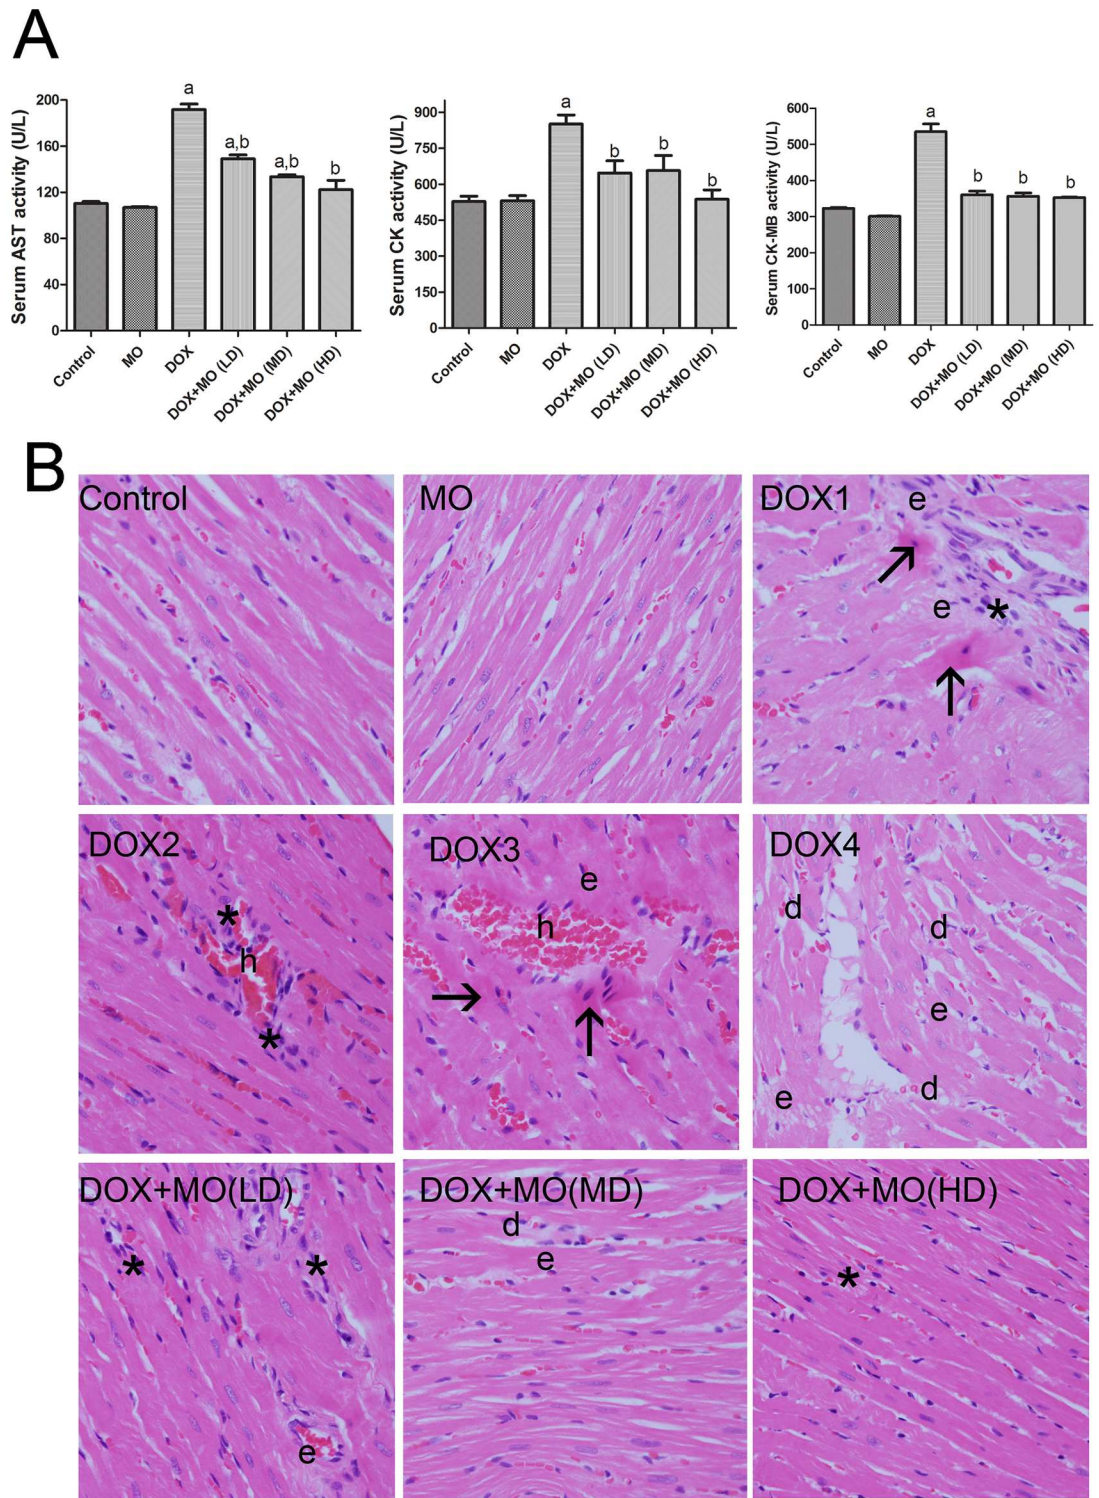 A
Serum AST activity (U/L)
200
160
120
80
40
0
a
a,b
a,b
b
Control
MO
DOX
DOX+MO (LD)
DOX+MO (MD)
DOX+MO (HD)
Serum CK activity (U/L)
900
750
600
450
300
150
0
a
b
b
b
Control
MO
DOX
DOX+MO (LD)
DOX+MO (MD)
DOX+MO (HD)
Serum CK-MB activity (U/L)
600
500
400
300
200
100
0
a
b
b
b
Control
MO
DOX
DOX+MO (LD)
DOX+MO (MD)
DOX+MO (HD)
B
Control
MO
DOX1
e
e *
DOX2
*
h
*
DOX3
e
h
DOX4
d
d
e
e
d
DOX+MO(LD)
* *
e
DOX+MO(MD)
d
e
DOX+MO(HD)
*